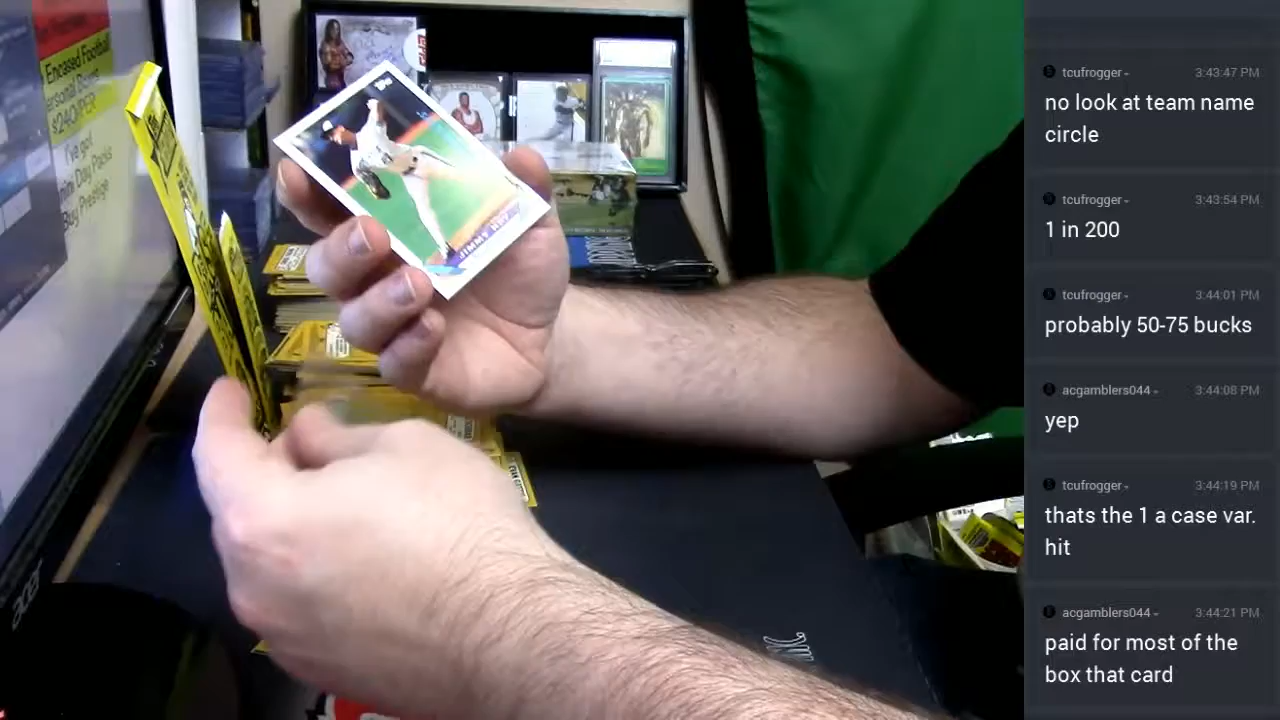 Encased Football
ersonal Boxes
$240/PER
I've got
Buy Prestige
acer
JIMMY KEY
tcufrogger
3:43:47 PM
no look at team name
circle
tcufrogger
3:43:54 PM
1 in 200
tcufrogger
3:44:01 PM
probably 50-75 bucks
acgamblers044
3:44:08 PM
yep
tcufrogger
3:44:19 PM
thats the 1 a case var.
hit
acgamblers044
3:44:21 PM
paid for most of the
box that card